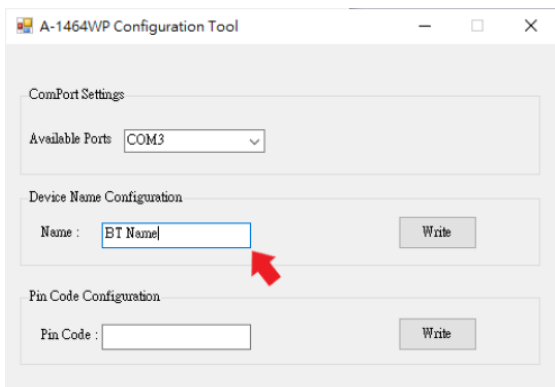 A-1464WP Configuration Tool
ComPort Settings
Available Ports COM3
Device Name Configuration
Name : BT Name Write
Pin Code Configuration
Pin Code : Write